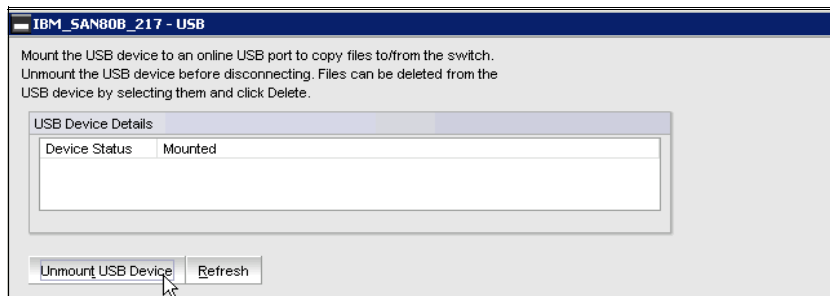 IBM_SAN80B_217 - USB
Mount the USB device to an online USB port to copy files to/from the switch.
Unmount the USB device before disconnecting. Files can be deleted from the
USB device by selecting them and click Delete.
USB Device Details
Device Status Mounted
Unmount USB Device Refresh